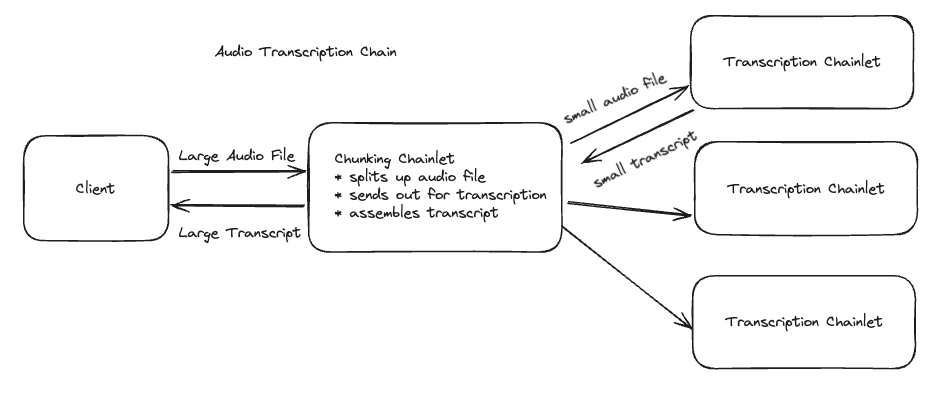 Audio Transcription Chain
Transcription Chainlet
small audio file
Large Audio File
Chunking Chainlet
* splits up audio file
* sends out for transcription
* assembles transcript
small transcript
Client
Transcription Chainlet
Large Transcript
Transcription Chainlet